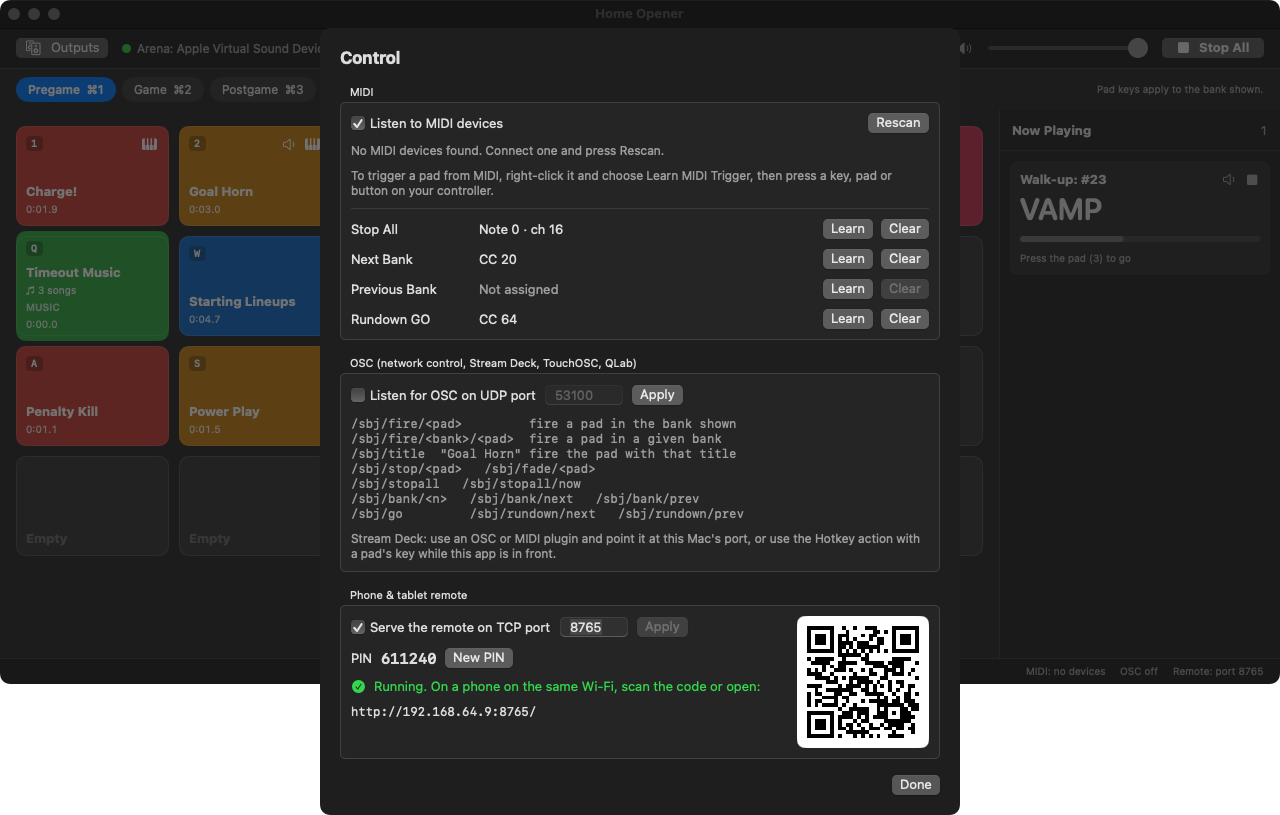 Home Opener
Outputs
Arena: Apple Virtual Sound Devic
Stop All
Pregame ⌘1
Game ⌘2
Postgame ⌘3
Pad keys apply to the bank shown.
1
Charge!
0:01.9
2
Goal Horn
0:03.0
Q
Timeout Music
3 songs
MUSIC
0:00.0
W
Starting Lineups
0:04.7
A
Penalty Kill
0:01.1
S
Power Play
0:01.5
Empty
Empty
Control
MIDI
Listen to MIDI devices
Rescan
No MIDI devices found. Connect one and press Rescan.
To trigger a pad from MIDI, right-click it and choose Learn MIDI Trigger, then press a key, pad or
button on your controller.
Stop All Note 0 · ch 16 Learn Clear
Next Bank CC 20 Learn Clear
Previous Bank Not assigned Learn Clear
Rundown GO CC 64 Learn Clear
OSC (network control, Stream Deck, TouchOSC, QLab)
Listen for OSC on UDP port 53100 Apply
/sbj/fire/<pad> fire a pad in the bank shown
/sbj/fire/<bank>/<pad> fire a pad in a given bank
/sbj/title "Goal Horn" fire the pad with that title
/sbj/stop/<pad> /sbj/fade/<pad>
/sbj/stopall /sbj/stopall/now
/sbj/bank/<n> /sbj/bank/next /sbj/bank/prev
/sbj/go /sbj/rundown/next /sbj/rundown/prev
Stream Deck: use an OSC or MIDI plugin and point it at this Mac's port, or use the Hotkey action with
a pad's key while this app is in front.
Phone & tablet remote
Serve the remote on TCP port 8765 Apply
PIN 611240 New PIN
Running. On a phone on the same Wi-Fi, scan the code or open:
http://192.168.64.9:8765/
Done
Now Playing 1
Walk-up: #23
VAMP
Press the pad (3) to go
MIDI: no devices OSC off Remote: port 8765